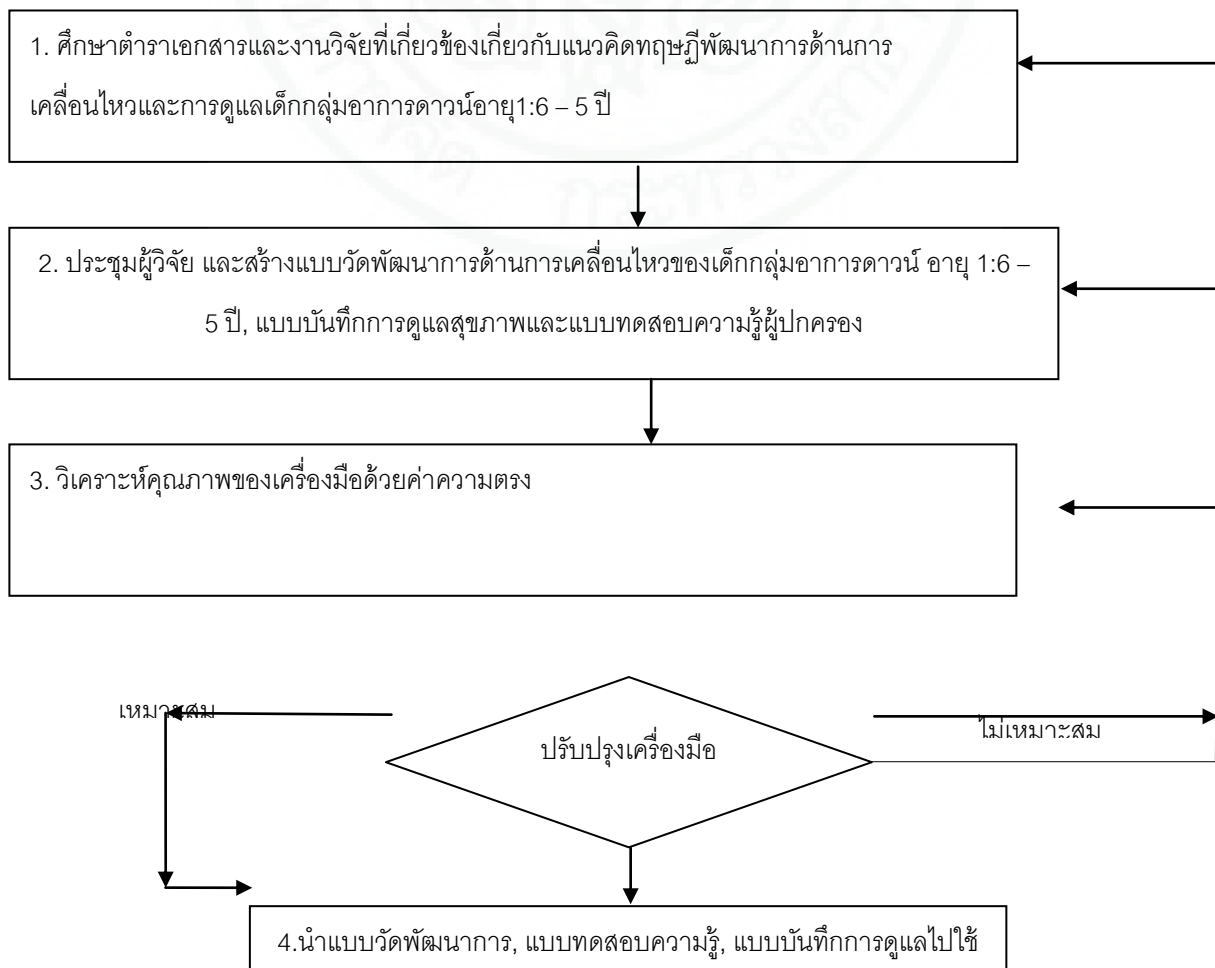 1. ศึกษาตำราเอกสารและงานวิจัยที่เกี่ยวข้องเกี่ยวกับแนวคิดทฤษฎีพัฒนาการด้านการ
เคลื่อนไหวและการดูแลเด็กกลุ่มอาการดาวน์อายุ1:6 – 5 ปี
2. ประชุมผู้วิจัย และสร้างแบบวัดพัฒนาการด้านการเคลื่อนไหวของเด็กกลุ่มอาการดาวน์ อายุ 1:6 –
5 ปี, แบบบันทึกการดูแลสุขภาพและแบบทดสอบความรู้ผู้ปกครอง
3. วิเคราะห์คุณภาพของเครื่องมือด้วยค่าความตรง
เหมาะสม
ไม่เหมาะสม
ปรับปรุงเครื่องมือ
4.นำแบบวัดพัฒนาการ, แบบทดสอบความรู้, แบบบันทึกการดูแลไปใช้